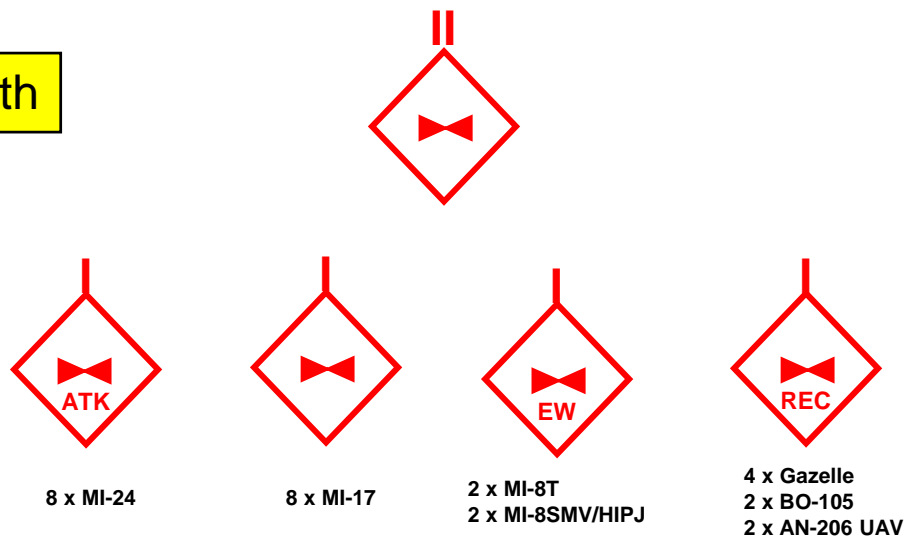 th
ATK
EW
REC
8 x MI-24
8 x MI-17
2 x MI-8T
2 x MI-8SMV/HIPJ
4 x Gazelle
2 x BO-105
2 x AN-206 UAV